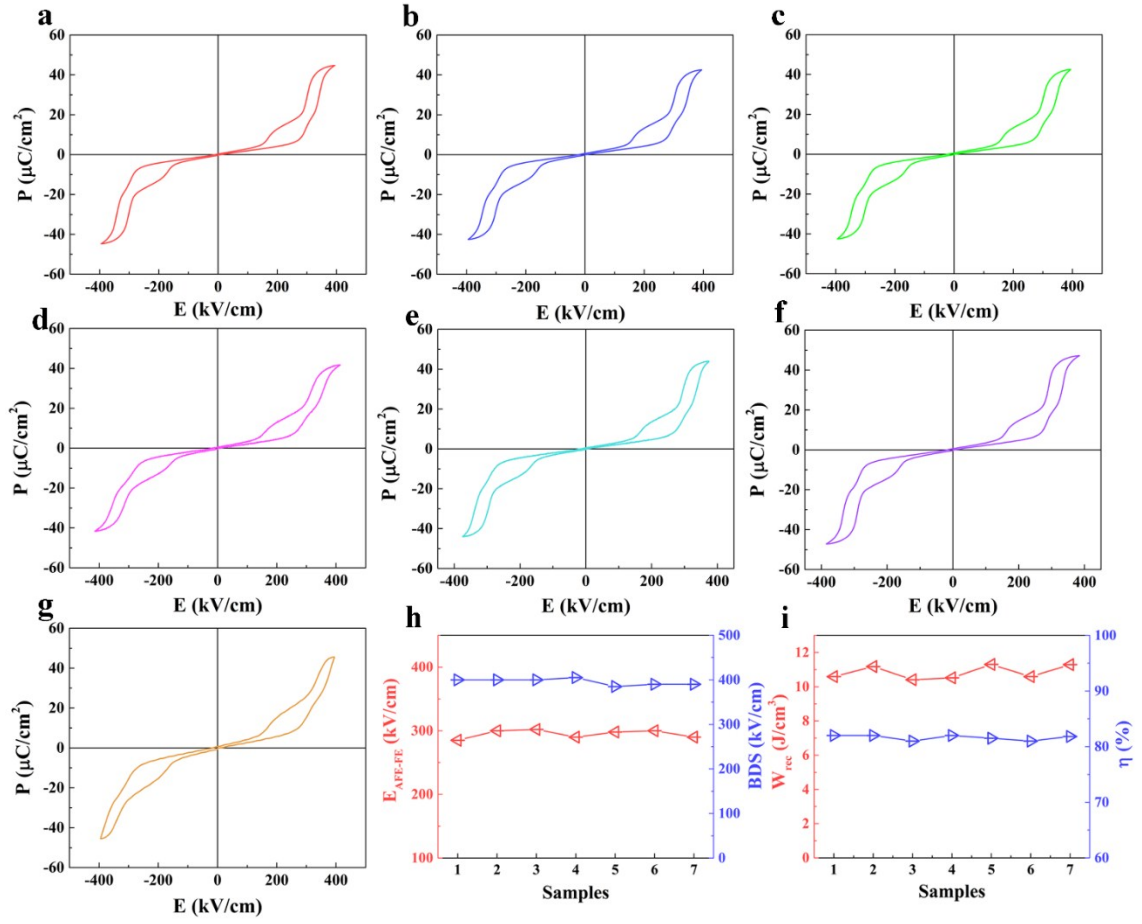 a
60
40
20
0
-20
-40
-60
P (μC/cm²)
-400 -200 0 200 400
E (kV/cm)
b
60
40
20
0
-20
-40
-60
P (μC/cm²)
-400 -200 0 200 400
E (kV/cm)
c
60
40
20
0
-20
-40
-60
P (μC/cm²)
-400 -200 0 200 400
E (kV/cm)
d
60
40
20
0
-20
-40
-60
P (μC/cm²)
-400 -200 0 200 400
E (kV/cm)
e
60
40
20
0
-20
-40
-60
P (μC/cm²)
-400 -200 0 200 400
E (kV/cm)
f
60
40
20
0
-20
-40
-60
P (μC/cm²)
-400 -200 0 200 400
E (kV/cm)
g
60
40
20
0
-20
-40
-60
P (μC/cm²)
-400 -200 0 200 400
E (kV/cm)
h
400
300
200
100
E_AFE-FE (kV/cm)
500
400
300
200
100
0
BDS (kV/cm)
1 2 3 4 5 6 7
Samples
i
12
10
8
6
4
2
0
W_rec (J/cm³)
100
90
80
70
60
η (%)
1 2 3 4 5 6 7
Samples